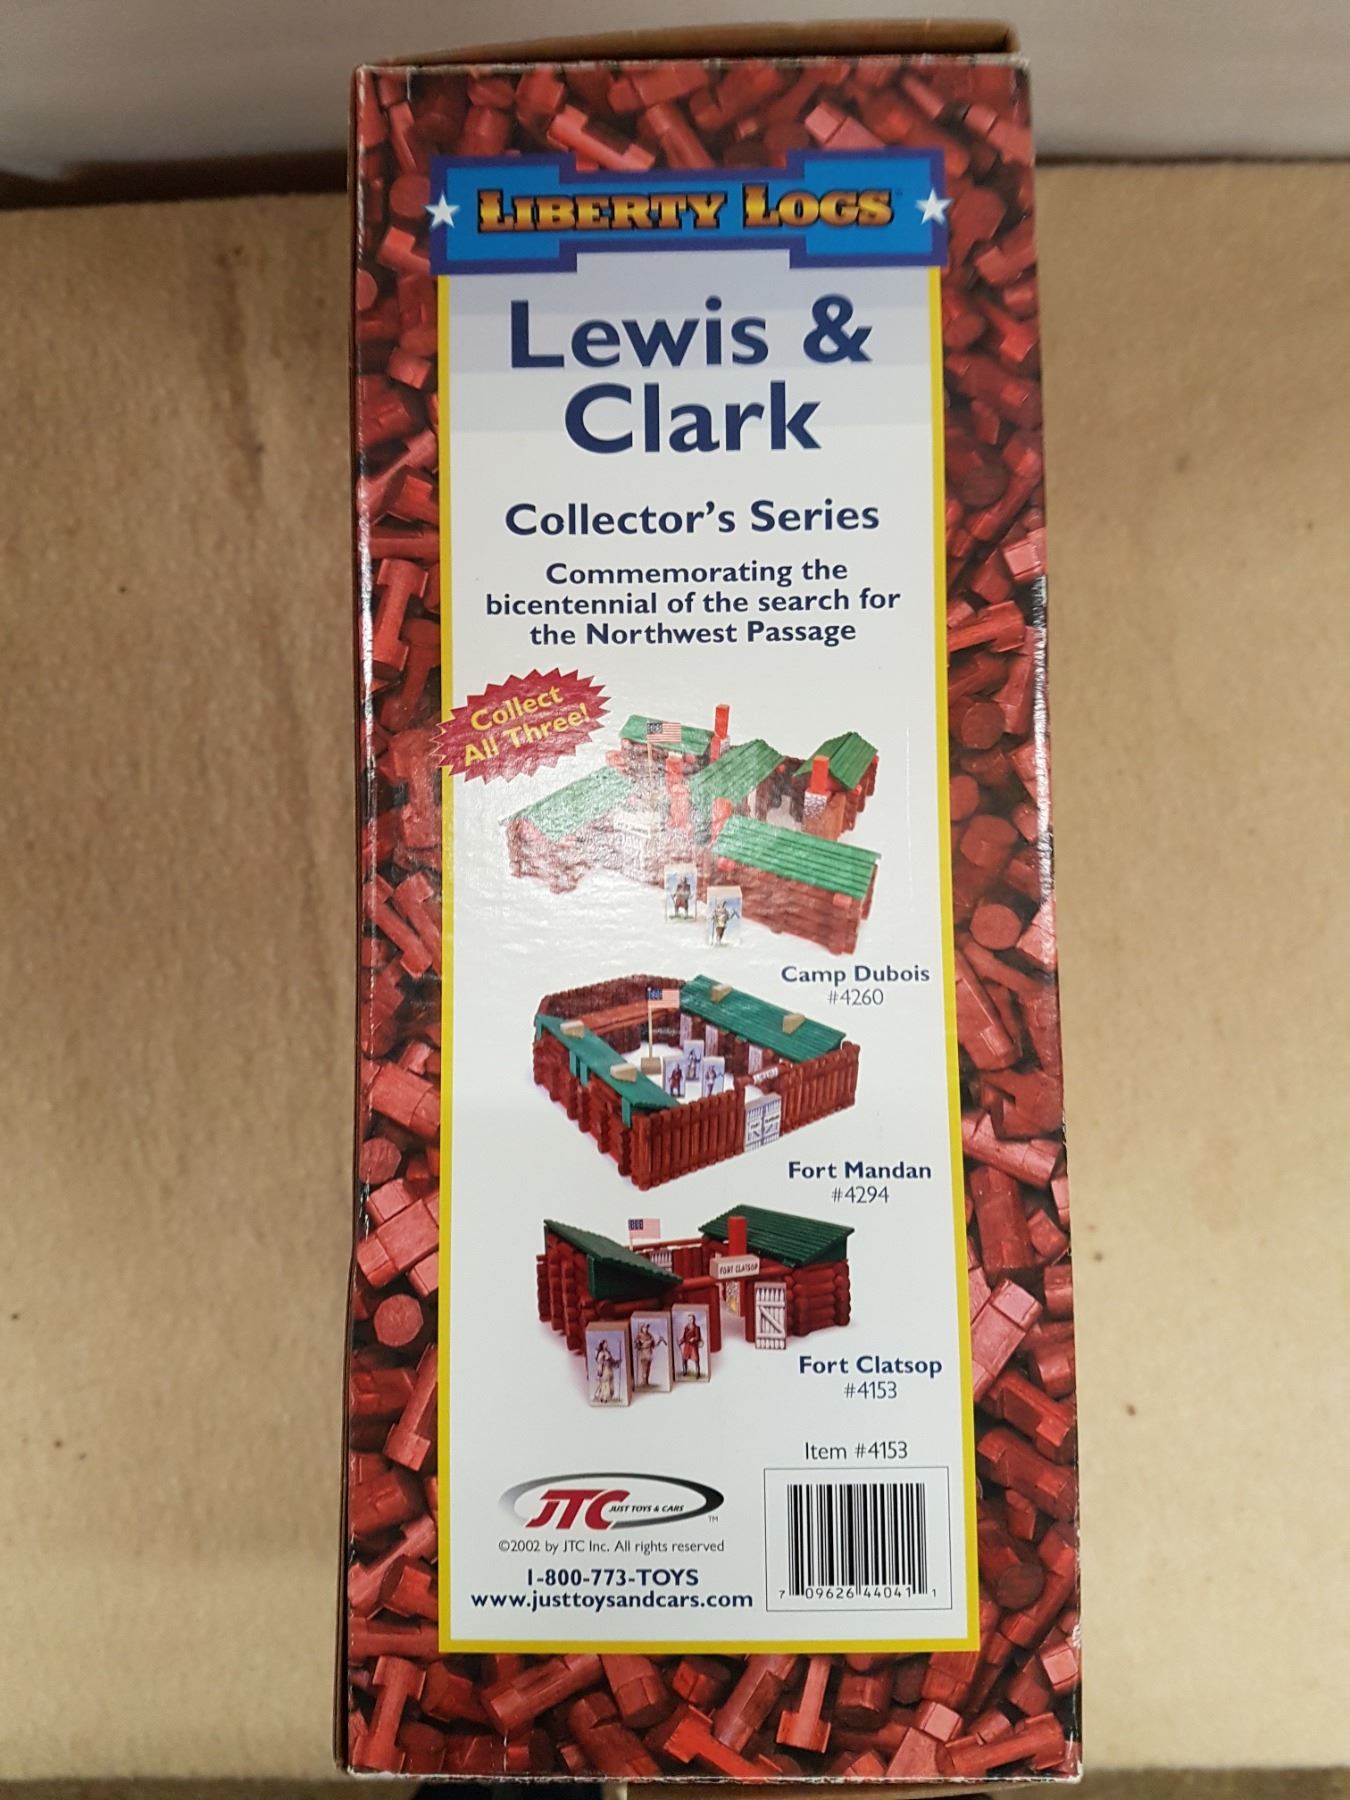 LIBERTY LOGS
Lewis &
Clark
Collector's Series
Commemorating the
bicentennial of the search for
the Northwest Passage
Collect
All Three!
Camp Dubois
#4260
Fort Mandan
#4294
FORT CLATSOP
Fort Clatsop
#4153
Item #4153
JTC JUST TOYS & CARS ™
©2002 by JTC Inc. All rights reserved
1-800-773-TOYS
www.justtoysandcars.com
7 09626 44041 1